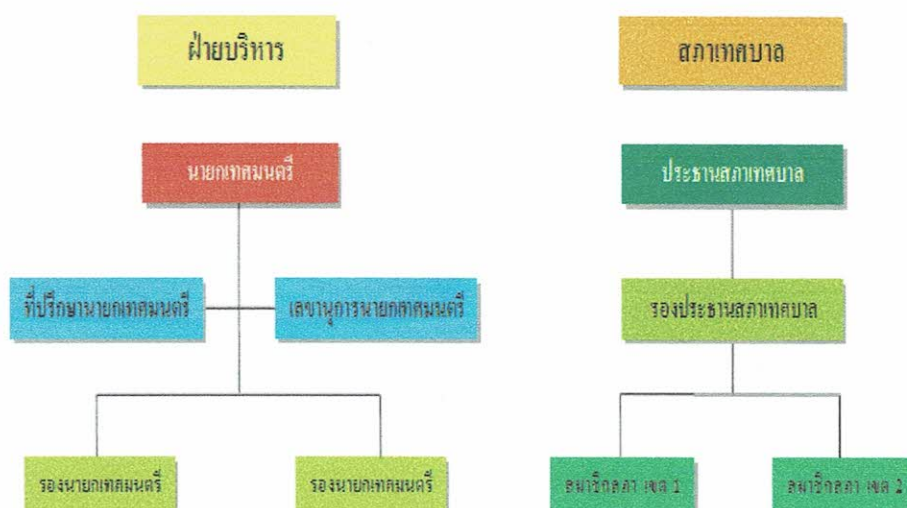 ฝ่ายบริหาร
สภาเทศบาล
นายกเทศมนตรี
ประธานสภาเทศบาล
ที่ปรึกษานายกเทศมนตรี
เลขานุการนายกเทศมนตรี
รองประธานสภาเทศบาล
รองนายกเทศมนตรี
รองนายกเทศมนตรี
สมาชิกสภา เขต 1
สมาชิกสภา เขต 2